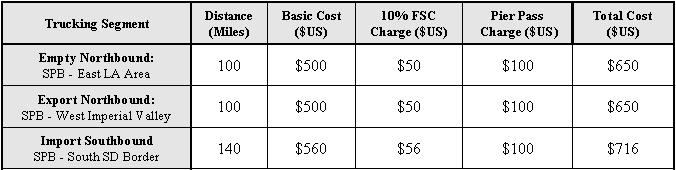 Trucking Segment Distance (Miles) Basic Cost ($US) 10% FSC Charge ($US) Pier Pass Charge ($US) Total Cost ($US)
Empty Northbound:
SPB - East LA Area 100 $500 $50 $100 $650
Export Northbound:
SPB - West Imperial Valley 100 $500 $50 $100 $650
Import Southbound
SPB - South SD Border 140 $560 $56 $100 $716